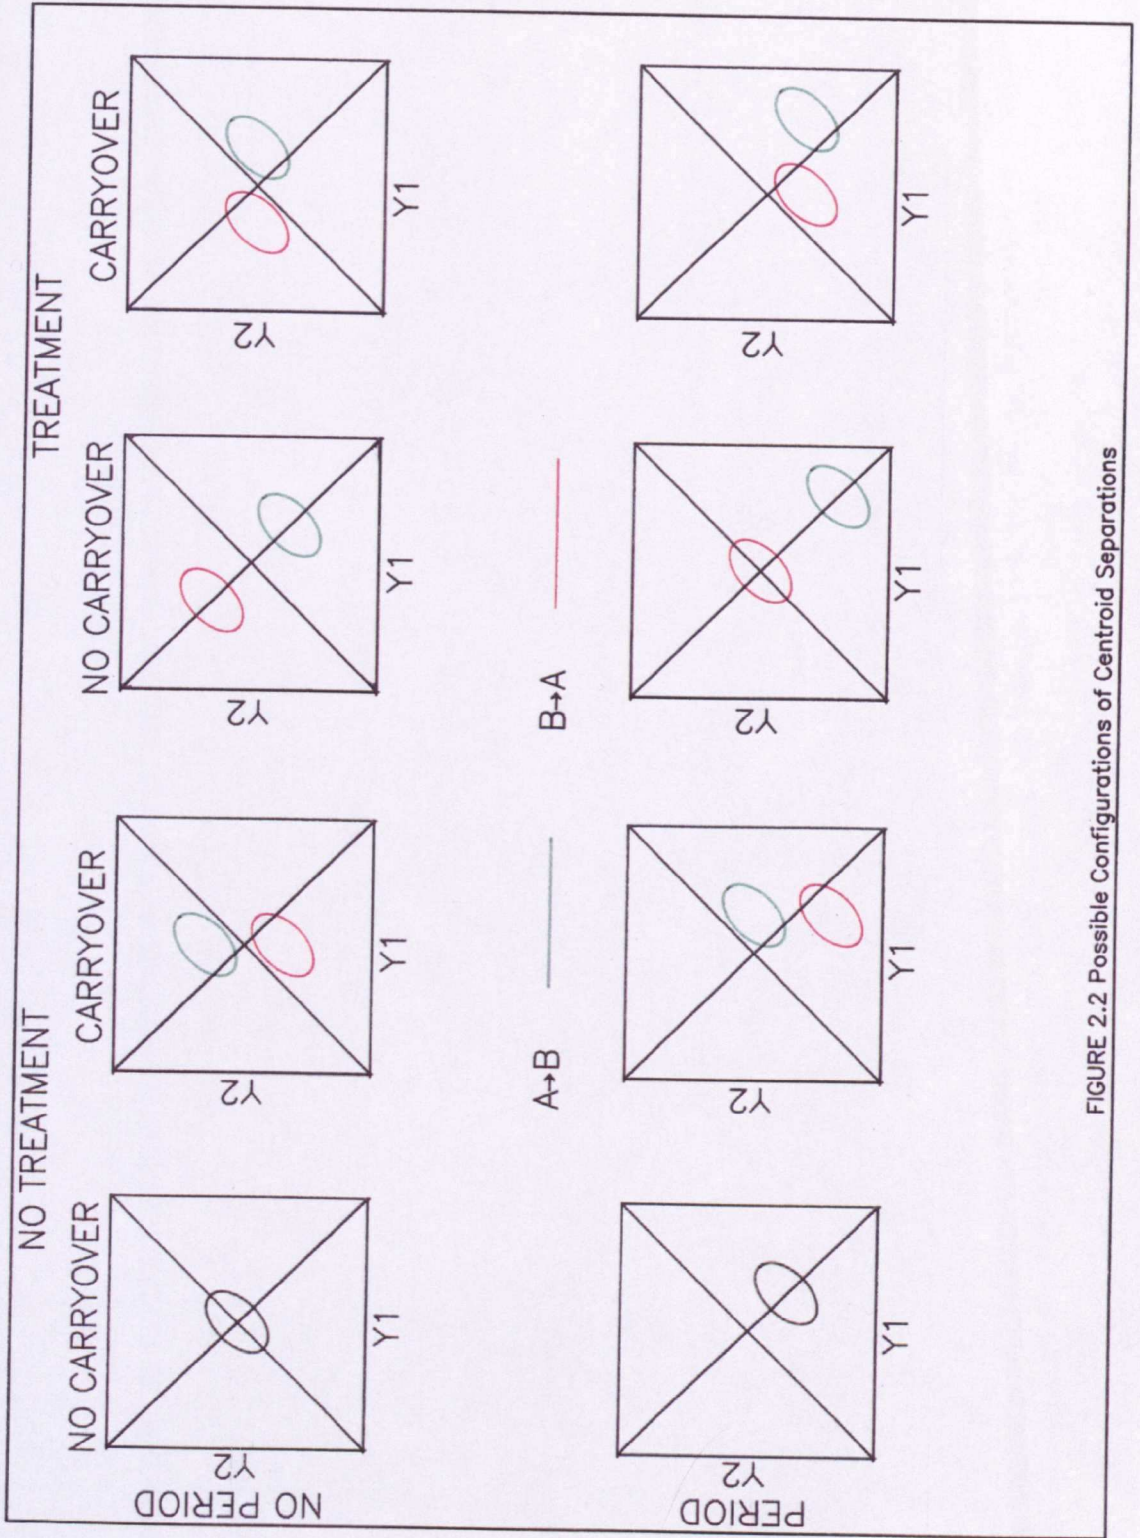 NO TREATMENT
TREATMENT
NO CARRYOVER
CARRYOVER
NO CARRYOVER
CARRYOVER
NO PERIOD
Y2
Y1
Y2
Y1
Y2
Y1
Y2
Y1
A→B
B→A
PERIOD
Y2
Y1
Y2
Y1
Y2
Y1
Y2
Y1
FIGURE 2.2 Possible Configurations of Centroid Separations